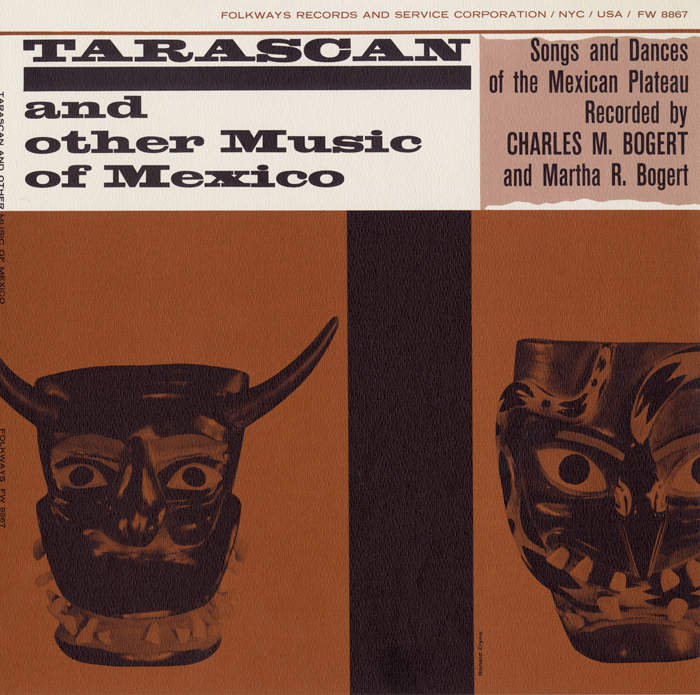 FOLKWAYS RECORDS AND SERVICE CORPORATION / NYC / USA / FW 8867
TARASCAN
and
other Music
of Mexico
Songs and Dances
of the Mexican Plateau
Recorded by
CHARLES M. BOGERT
and Martha R. Bogert
TARASCAN AND OTHER MUSIC OF MEXICO
FOLKWAYS FW 8867
Ronald Clyne